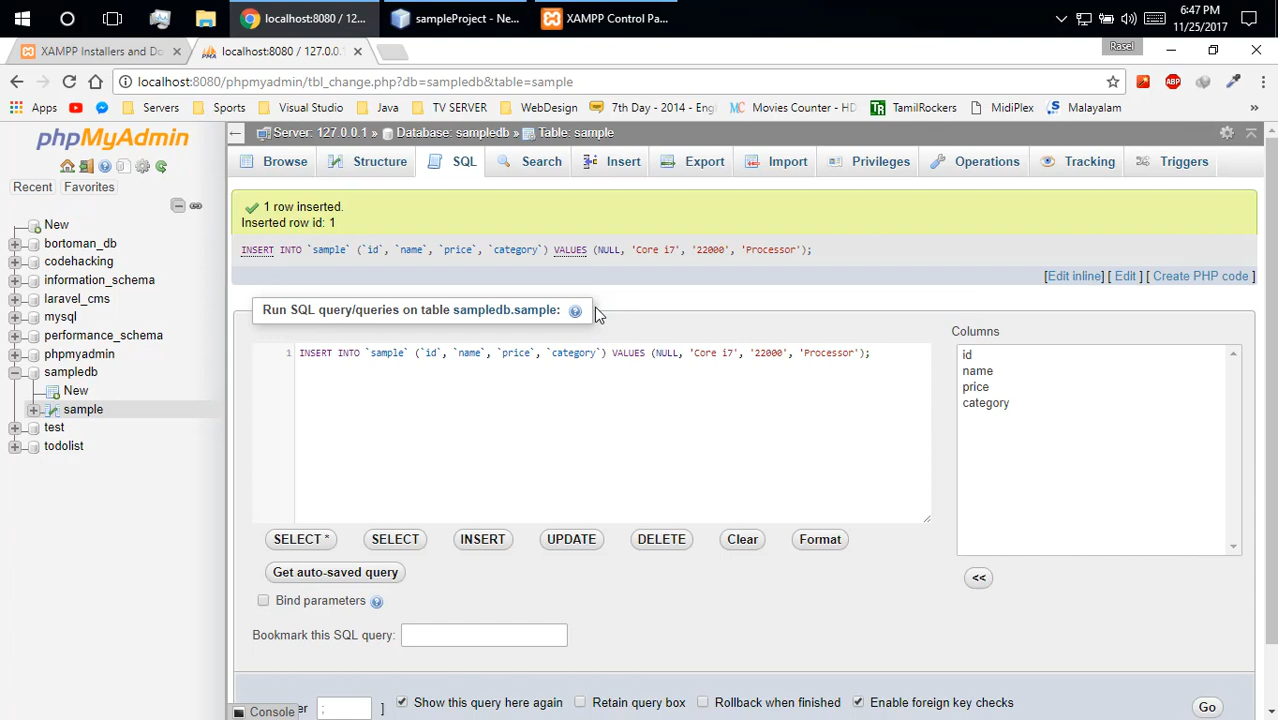 localhost:8080 / 12...
sampleProject - Ne...
XAMPP Control Pa...
6:47 PM
11/25/2017
XAMPP Installers and Do
localhost:8080 / 127.0.0.1
Rasel
localhost:8080/phpmyadmin/tbl_change.php?db=sampledb&table=sample
ABP
Apps
Servers
Sports
Visual Studio
Java
TV SERVER
WebDesign
7th Day - 2014 - Engl
MC Movies Counter - HD
TR TamilRockers
MidiPlex
Malayalam
phpMyAdmin
Recent
Favorites
New
bortoman_db
codehacking
information_schema
laravel_cms
mysql
performance_schema
phpmyadmin
sampledb
New
sample
test
todolist
Server: 127.0.0.1 » Database: sampledb » Table: sample
Browse
Structure
SQL
Search
Insert
Export
Import
Privileges
Operations
Tracking
Triggers
1 row inserted.
Inserted row id: 1
INSERT INTO `sample` (`id`, `name`, `price`, `category`) VALUES (NULL, 'Core i7', '22000', 'Processor');
[Edit inline] [ Edit ] [ Create PHP code ]
Run SQL query/queries on table sampledb.sample:
1 INSERT INTO `sample` (`id`, `name`, `price`, `category`) VALUES (NULL, 'Core i7', '22000', 'Processor');
Columns
id
name
price
category
SELECT *
SELECT
INSERT
UPDATE
DELETE
Clear
Format
<<
Get auto-saved query
Bind parameters
Bookmark this SQL query:
; ]
Show this query here again
Retain query box
Rollback when finished
Enable foreign key checks
Go
Console